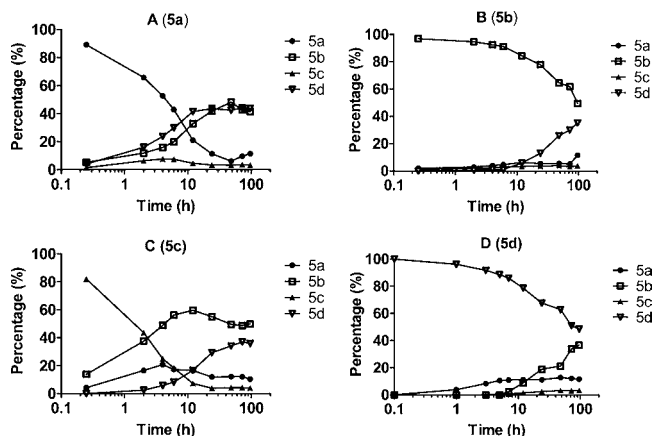 A (5a)
Percentage (%)
100
80
60
40
20
0
0.1
1
10
100
Time (h)
5a
5b
5c
5d
B (5b)
Percentage (%)
100
80
60
40
20
0
0.1
1
10
100
Time (h)
5a
5b
5c
5d
C (5c)
Percentage (%)
100
80
60
40
20
0
0.1
1
10
100
Time (h)
5a
5b
5c
5d
D (5d)
Percentage (%)
100
80
60
40
20
0
0.1
1
10
100
Time (h)
5a
5b
5c
5d